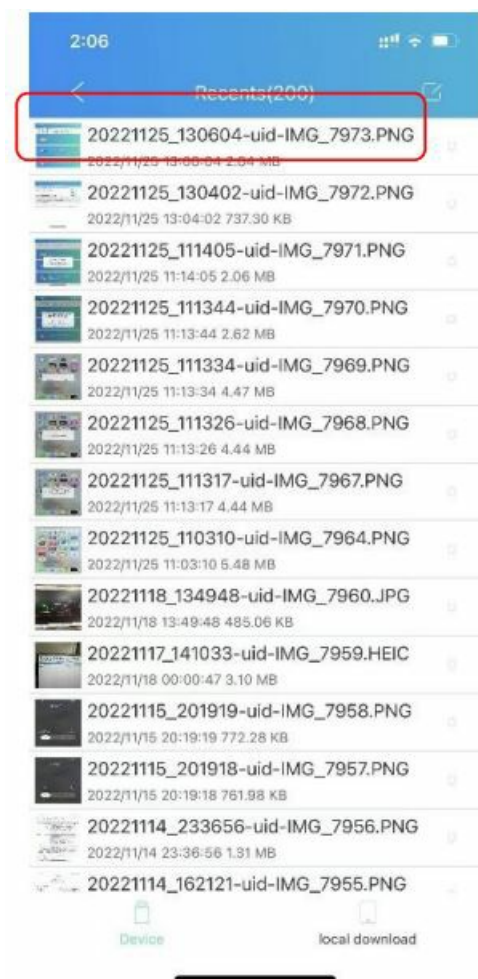 2:06
Recents(200)
20221125_130604-uid-IMG_7973.PNG
2022/11/25 13:06:04 2.64 MB
20221125_130402-uid-IMG_7972.PNG
2022/11/25 13:04:02 737.30 KB
20221125_111405-uid-IMG_7971.PNG
2022/11/25 11:14:05 2.06 MB
20221125_111344-uid-IMG_7970.PNG
2022/11/25 11:13:44 2.62 MB
20221125_111334-uid-IMG_7969.PNG
2022/11/25 11:13:34 4.47 MB
20221125_111326-uid-IMG_7968.PNG
2022/11/25 11:13:26 4.44 MB
20221125_111317-uid-IMG_7967.PNG
2022/11/25 11:13:17 4.44 MB
20221125_110310-uid-IMG_7964.PNG
2022/11/25 11:03:10 5.48 MB
20221118_134948-uid-IMG_7960.JPG
2022/11/18 13:49:48 485.06 KB
20221117_141033-uid-IMG_7959.HEIC
2022/11/18 00:00:47 3.10 MB
20221115_201919-uid-IMG_7958.PNG
2022/11/15 20:19:19 772.28 KB
20221115_201918-uid-IMG_7957.PNG
2022/11/15 20:19:18 761.98 KB
20221114_233656-uid-IMG_7956.PNG
2022/11/14 23:36:56 1.31 MB
20221114_162121-uid-IMG_7955.PNG
Device
local download